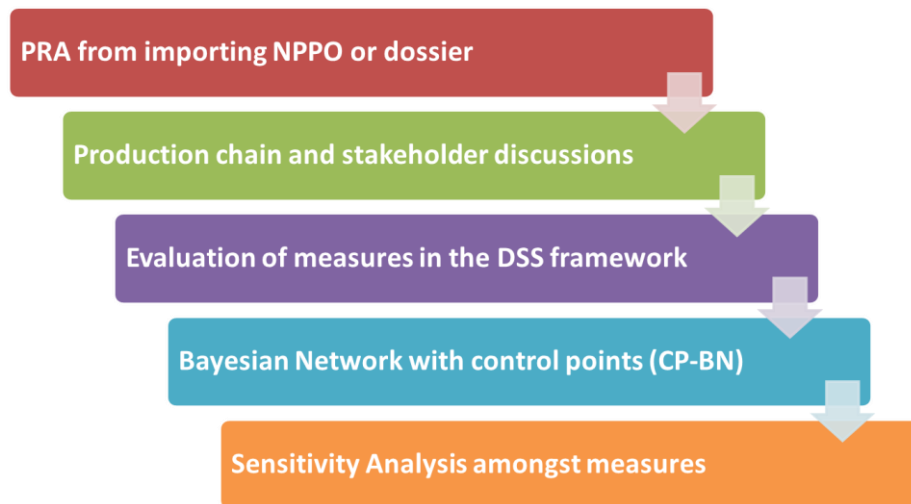 PRA from importing NPPO or dossier
Production chain and stakeholder discussions
Evaluation of measures in the DSS framework
Bayesian Network with control points (CP-BN)
Sensitivity Analysis amongst measures